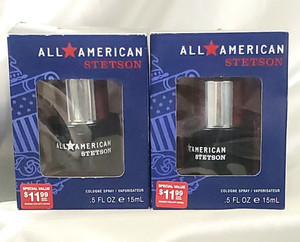 ALL★AMERICAN
STETSON
ALL★AMERICAN
STETSON
COLOGNE SPRAY / VAPORISATEUR
.5 FL OZ e 15mL
SPECIAL VALUE
$11.99
ALL★AMERICAN
STETSON
AMERICAN
STETSON
COLOGNE SPRAY / VAPORISATEUR
.5 FL OZ e 15mL
SPECIAL VALUE
$11.99